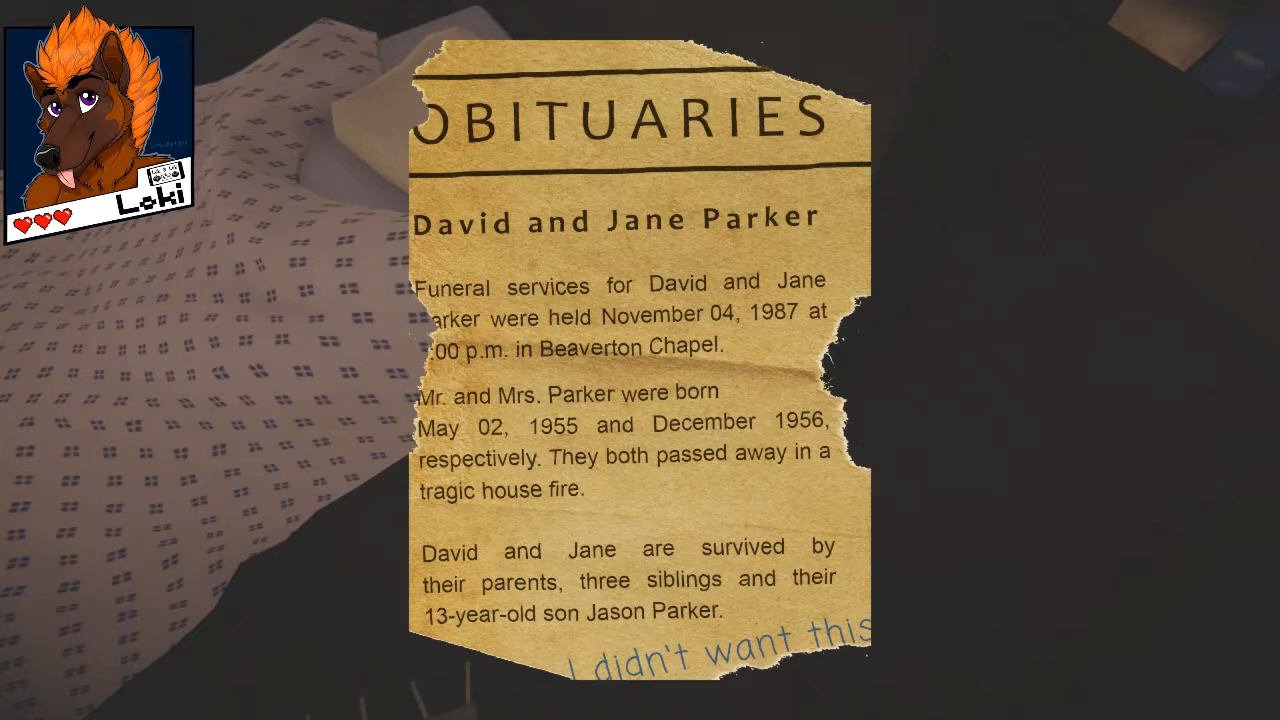 Loki
OBITUARIES
David and Jane Parker
Funeral services for David and Jane
arker were held November 04, 1987 at
:00 p.m. in Beaverton Chapel.
Mr. and Mrs. Parker were born
May 02, 1955 and December 1956,
respectively. They both passed away in a
tragic house fire.
David and Jane are survived by
their parents, three siblings and their
13-year-old son Jason Parker.
I didn't want this